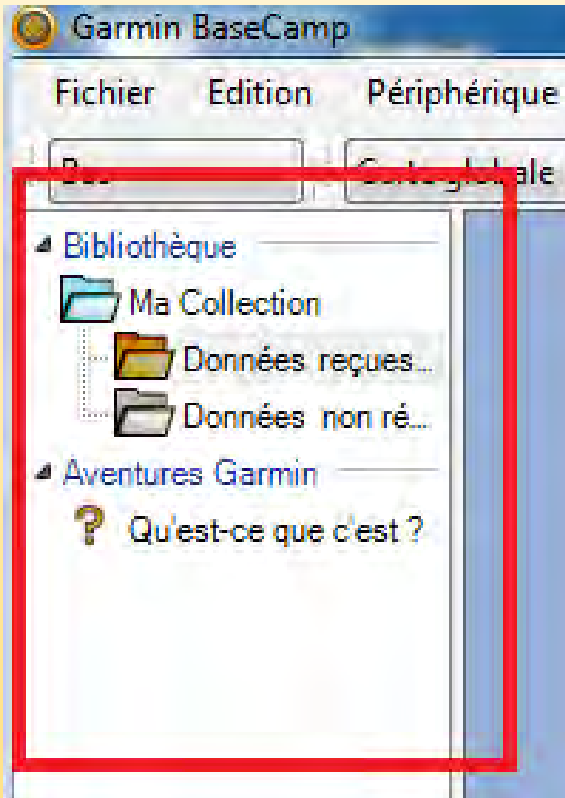 Garmin BaseCamp
Fichier Edition Périphérique
globale
Bibliothèque
Ma Collection
Données reçues...
Données non ré...
Aventures Garmin
? Qu'est-ce que c'est ?